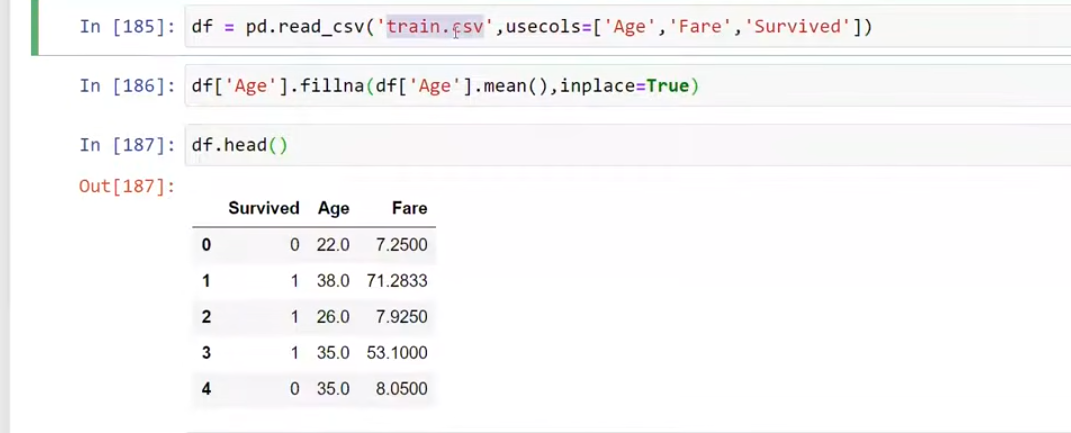 In [185]: df = pd.read_csv('train.csv',usecols=['Age','Fare','Survived'])
In [186]: df['Age'].fillna(df['Age'].mean(),inplace=True)
In [187]: df.head()
Out[187]:
Survived Age Fare
0 0 22.0 7.2500
1 1 38.0 71.2833
2 1 26.0 7.9250
3 1 35.0 53.1000
4 0 35.0 8.0500